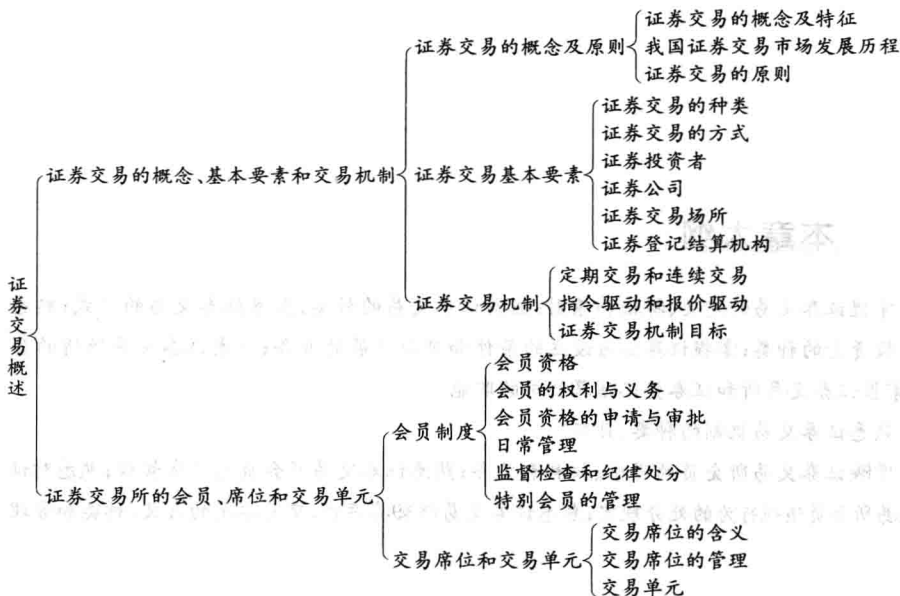 证券交易概述
证券交易的概念、基本要素和交易机制
证券交易的概念及原则
证券交易的概念及特征
我国证券交易市场发展历程
证券交易的原则
证券交易基本要素
证券交易的种类
证券交易的方式
证券投资者
证券公司
证券交易场所
证券登记结算机构
证券交易机制
定期交易和连续交易
指令驱动和报价驱动
证券交易机制目标
证券交易所的会员、席位和交易单元
会员制度
会员资格
会员的权利与义务
会员资格的申请与审批
日常管理
监督检查和纪律处分
特别会员的管理
交易席位和交易单元
交易席位的含义
交易席位的管理
交易单元